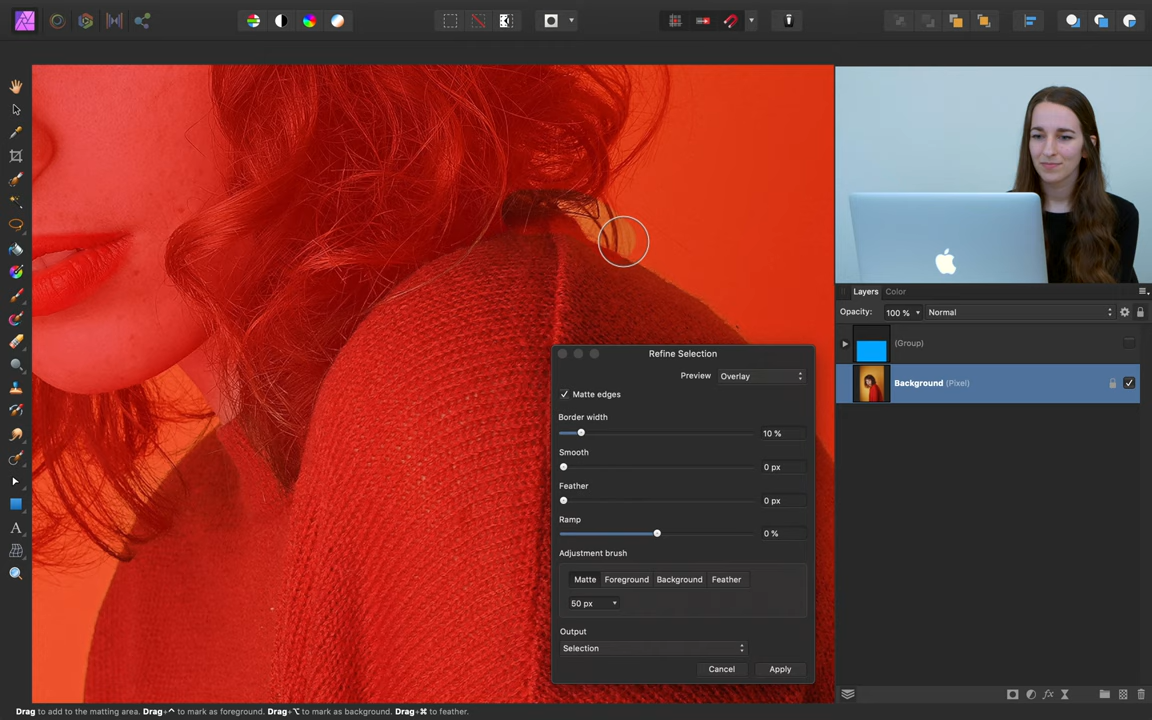 Layers Color
Opacity: 100 % Normal
(Group)
Background (Pixel)
Refine Selection
Preview Overlay
Matte edges
Border width
10 %
Smooth
0 px
Feather
0 px
Ramp
0 %
Adjustment brush
Matte Foreground Background Feather
50 px
Output
Selection
Cancel Apply
A
fx
Drag to add to the matting area. Drag+⌃ to mark as foreground. Drag+⌥ to mark as background. Drag+⌘ to feather.